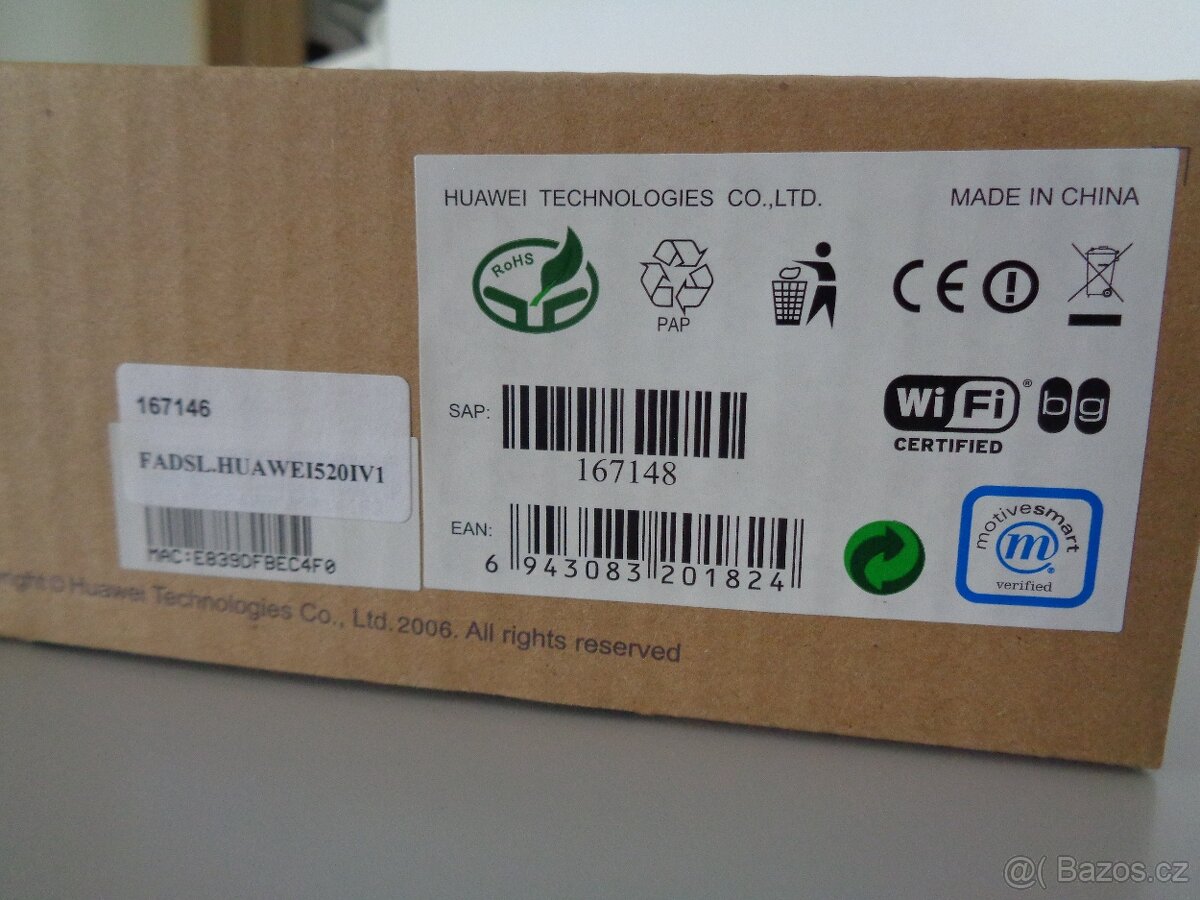 HUAWEI TECHNOLOGIES CO.,LTD.
MADE IN CHINA
RoHS
PAP
CE
SAP:
167148
WiFi
®
bg
CERTIFIED
EAN:
6 943083 201824
motivesmart
m
verified
167146
FADSL.HUAWEI520IV1
MAC:E839DFBEC4F0
right © Huawei Technologies Co., Ltd. 2006. All rights reserved
@( Bazos.cz